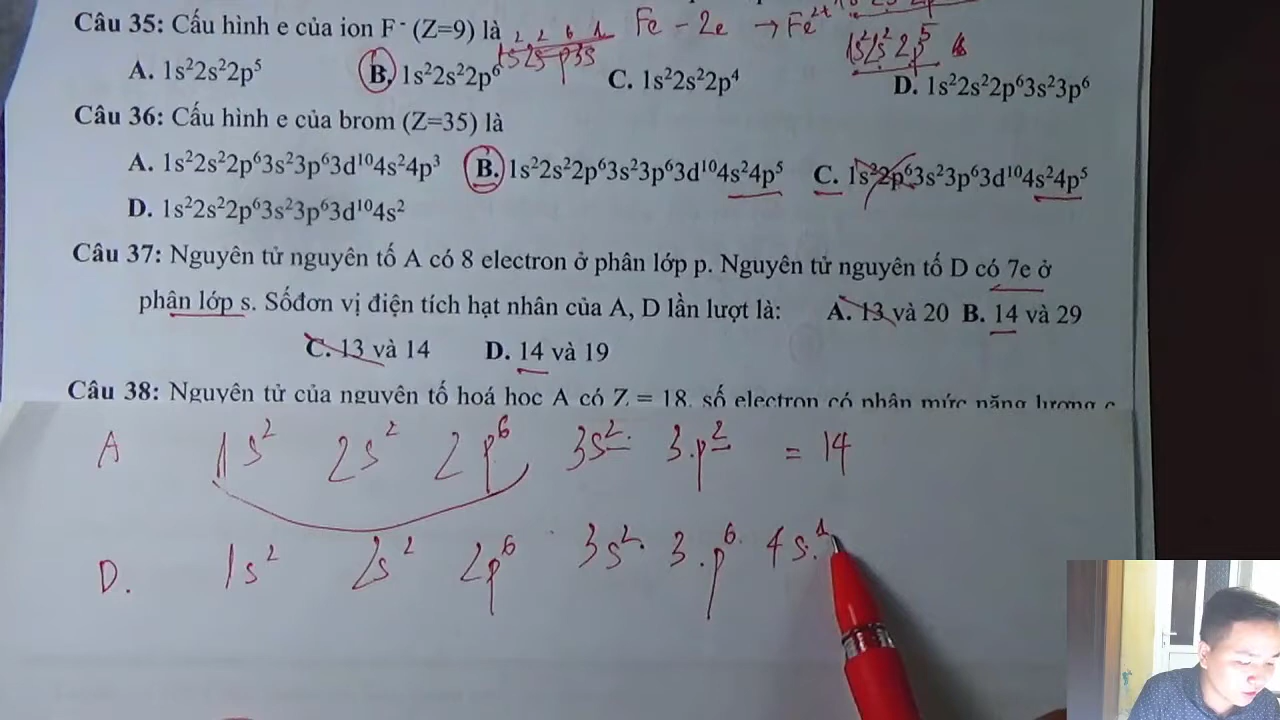 Câu 35: Cấu hình e của ion F⁻ (Z=9) là 1s² 2s² p⁶ 3s¹ Fe - 2e → Fe²⁺
1s²2s²2p⁵
A. 1s²2s²2p⁵ B. 1s²2s²2p⁶ C. 1s²2s²2p⁴ D. 1s²2s²2p⁶3s²3p⁶
Câu 36: Cấu hình e của brom (Z=35) là
A. 1s²2s²2p⁶3s²3p⁶3d¹⁰4s²4p³ B. 1s²2s²2p⁶3s²3p⁶3d¹⁰4s²4p⁵ C. 1s²2p⁶3s²3p⁶3d¹⁰4s²4p⁵
D. 1s²2s²2p⁶3s²3p⁶3d¹⁰4s²
Câu 37: Nguyên tử nguyên tố A có 8 electron ở phân lớp p. Nguyên tử nguyên tố D có 7e ở
phân lớp s. Sốđơn vị điện tích hạt nhân của A, D lần lượt là: A. 13 và 20 B. 14 và 29
C. 13 và 14 D. 14 và 19
Câu 38: Nguyên tử của nguyên tố hoá học A có Z = 18, số electron có phân mức năng lượng c
A 1s² 2s² 2p⁶ 3s² 3p² = 14
D. 1s² 2s² 2p⁶ 3s² 3p⁶ 4s¹